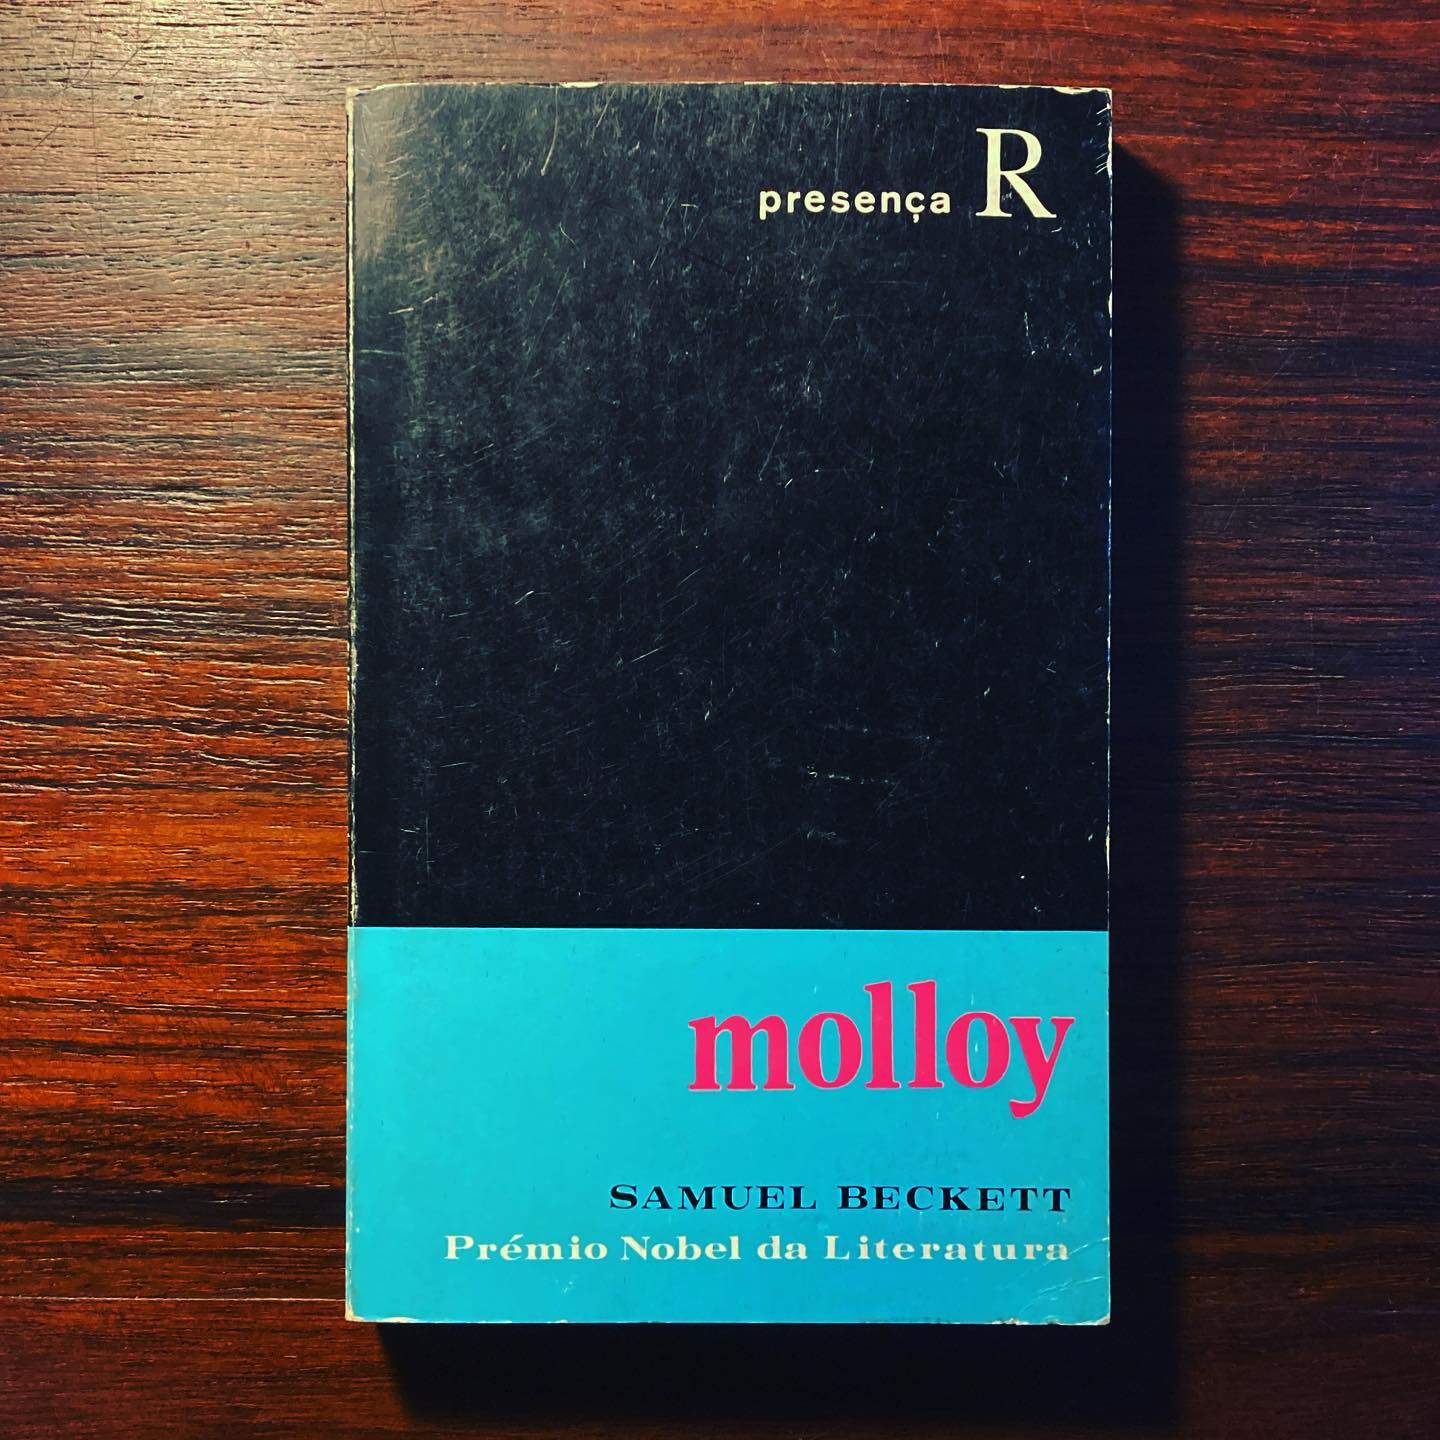 presença R
molloy
SAMUEL BECKETT
Prémio Nobel da Literatura